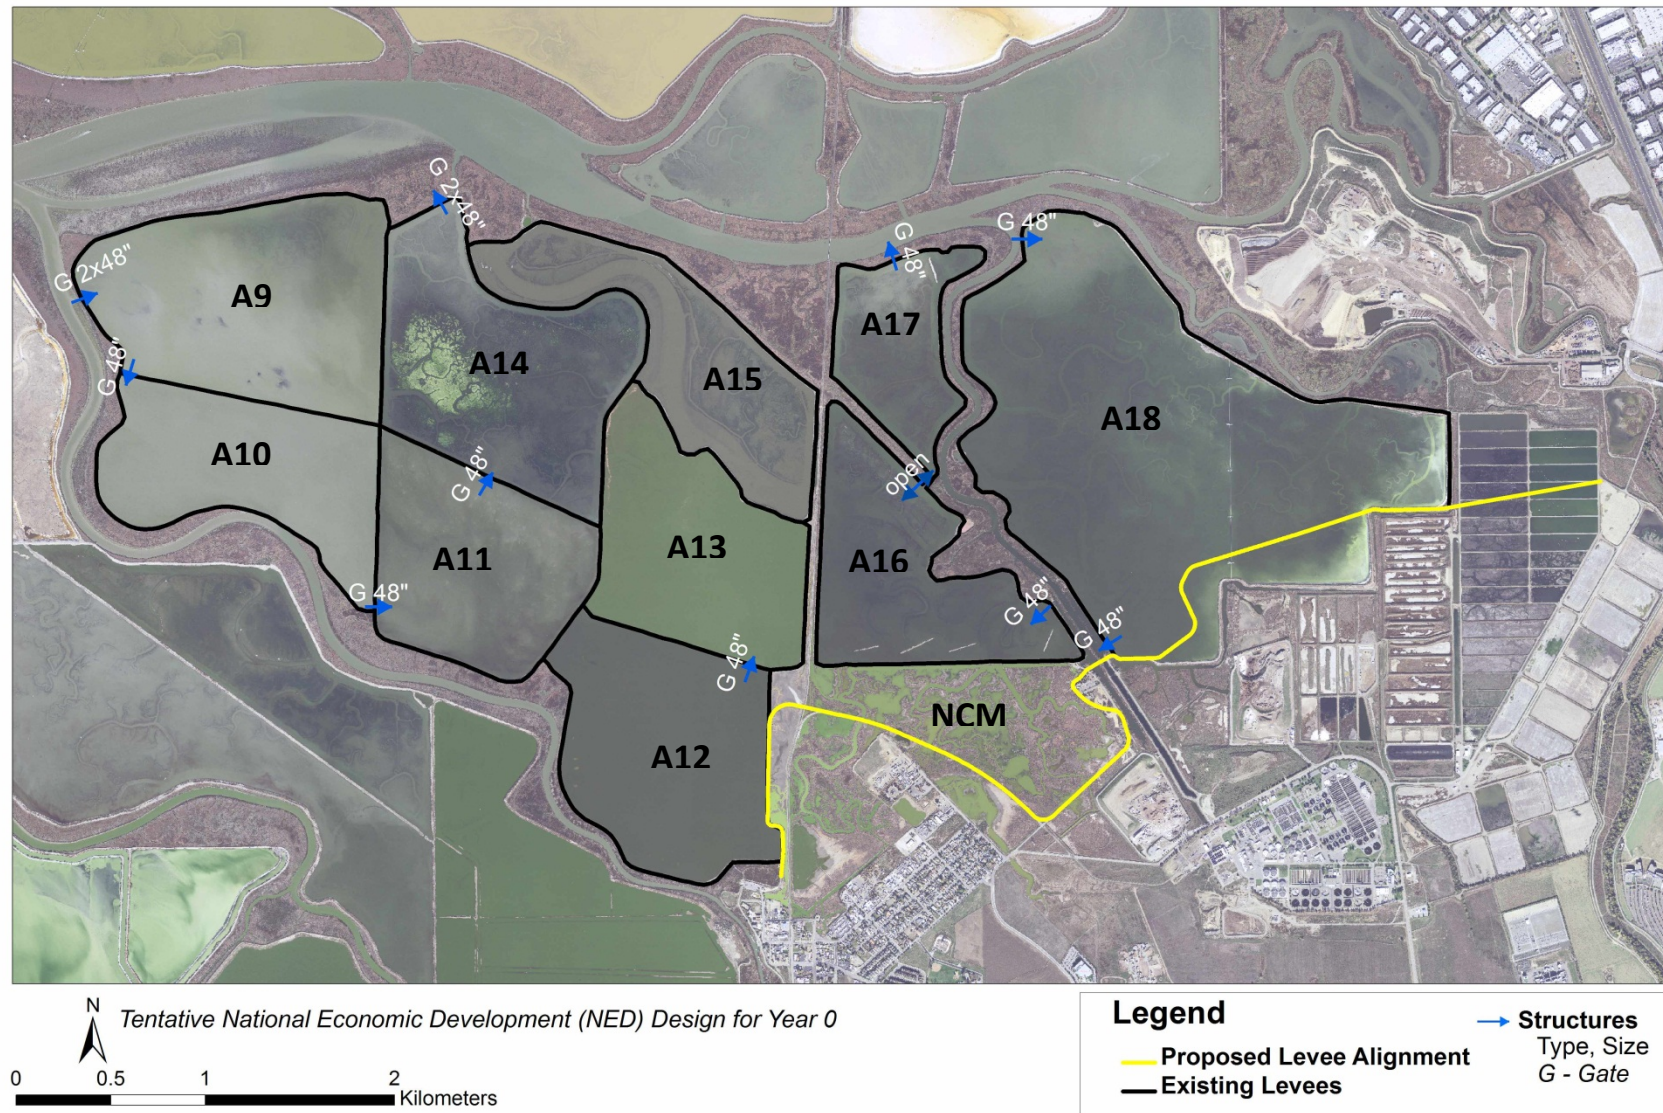 G 2x48"
G 48"
G 48"
G 2x48"
A9
A17
A14
A15
A18
G 48"
A10
G 48"
open
A13
A11
A16
G 48"
G 48"
G 48"
G 48"
NCM
A12
N
Tentative National Economic Development (NED) Design for Year 0
0 0.5 1 2
Kilometers
Legend
Proposed Levee Alignment
Existing Levees
Structures
Type, Size
G - Gate